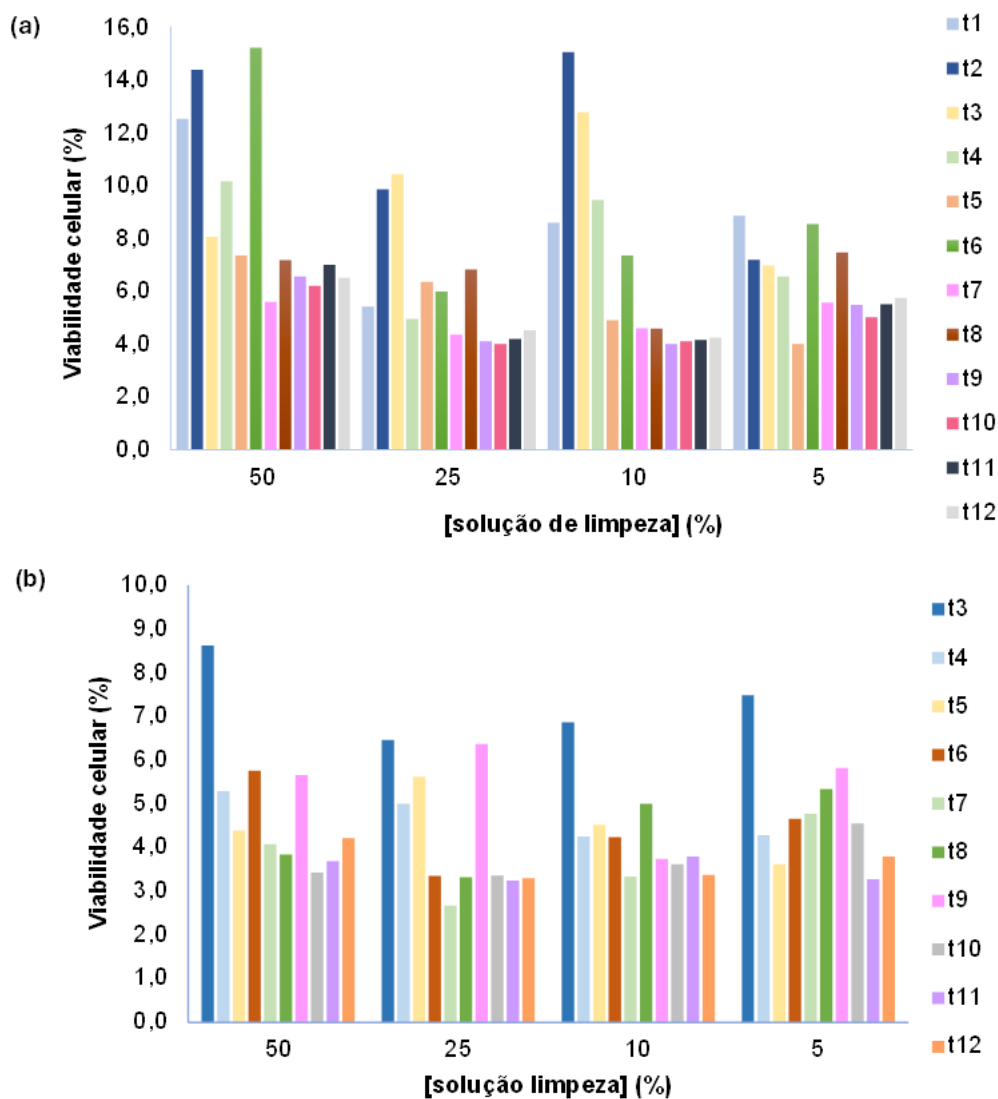 (a)
Viabilidade celular (%)
16,0
14,0
12,0
10,0
8,0
6,0
4,0
2,0
0,0
50 25 10 5
[solução de limpeza] (%)
t1
t2
t3
t4
t5
t6
t7
t8
t9
t10
t11
t12
(b)
Viabilidade celular (%)
10,0
9,0
8,0
7,0
6,0
5,0
4,0
3,0
2,0
1,0
0,0
50 25 10 5
[solução limpeza] (%)
t3
t4
t5
t6
t7
t8
t9
t10
t11
t12